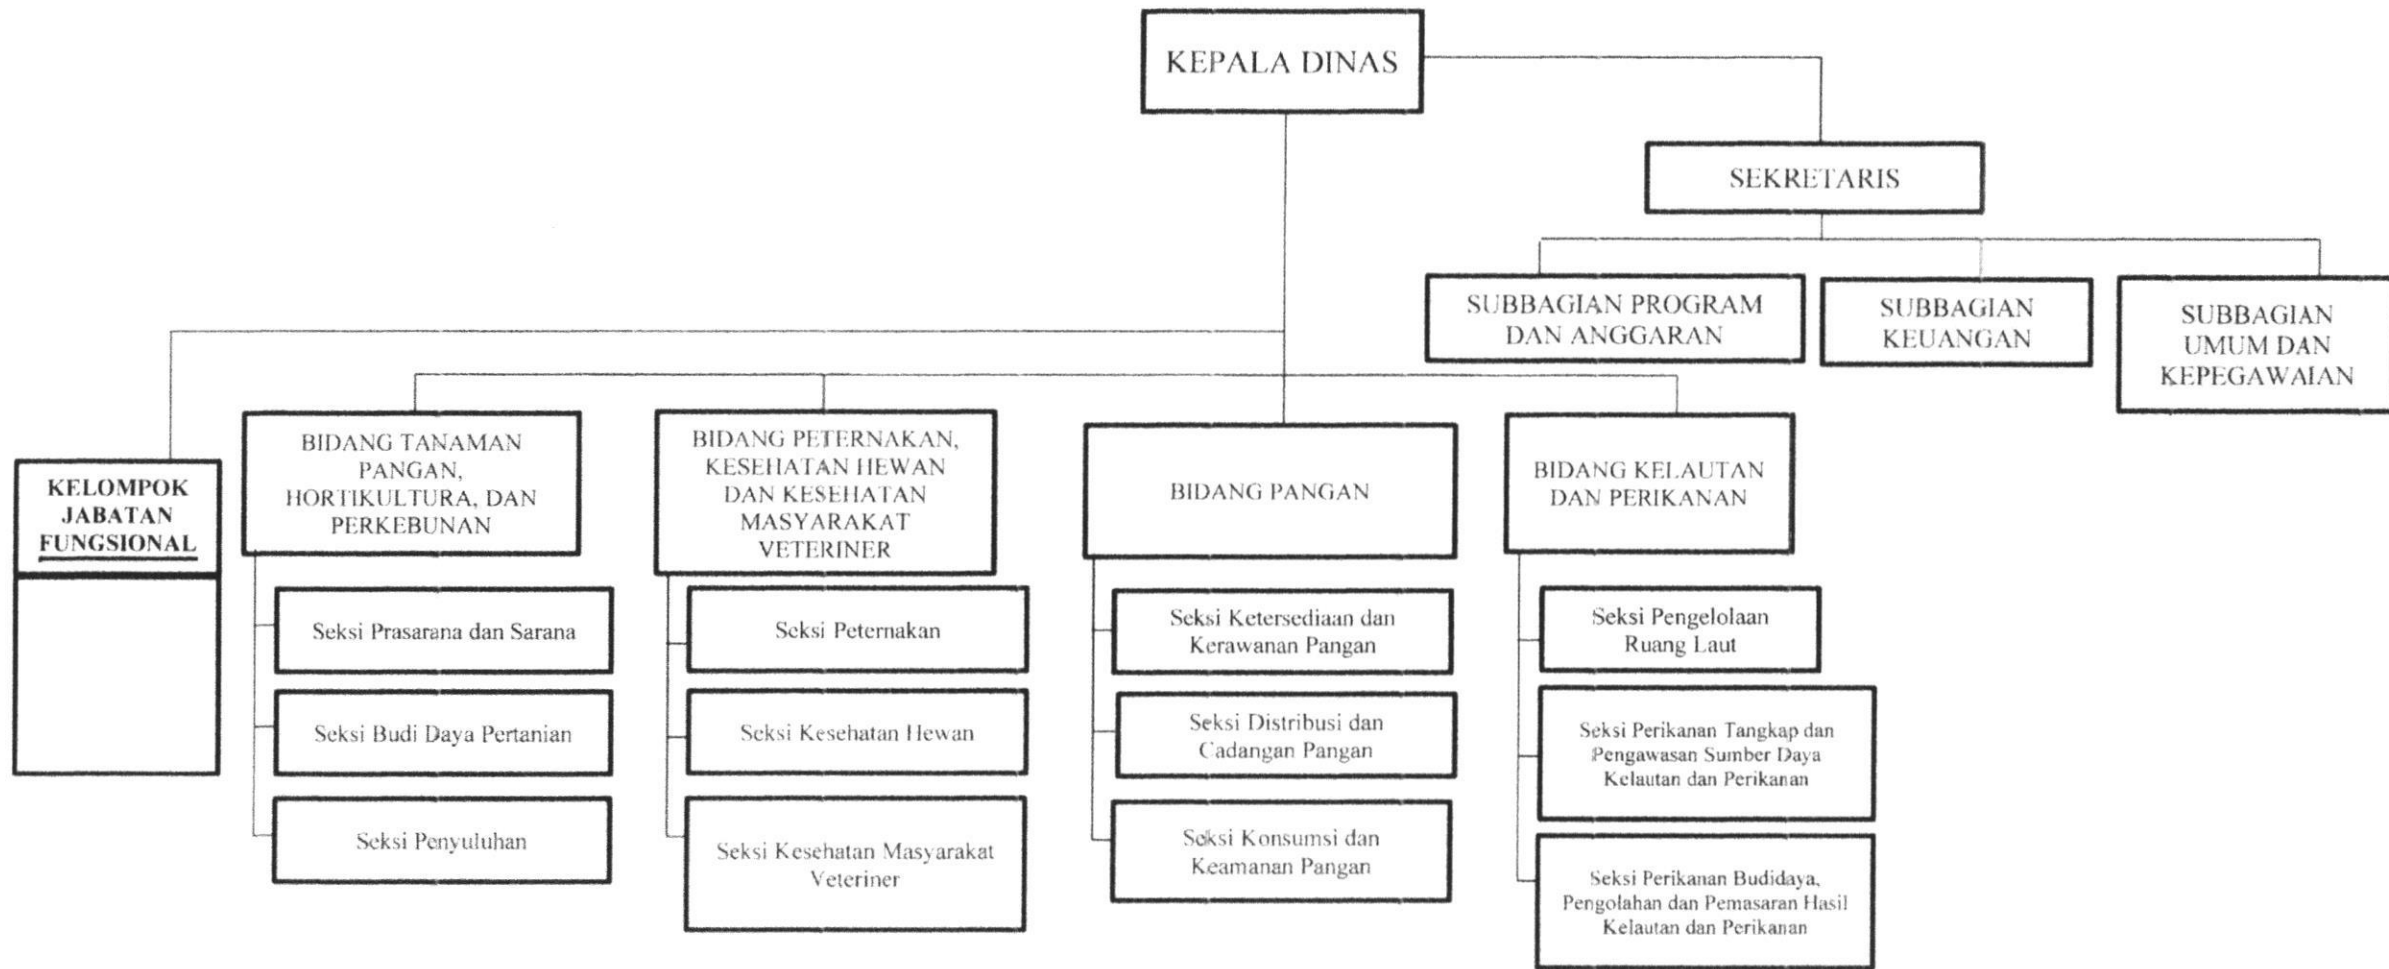 KEPALA DINAS
SEKRETARIS
SUBBAGIAN PROGRAM
DAN ANGGARAN
SUBBAGIAN
KEUANGAN
SUBBAGIAN
UMUM DAN
KEPEGAWAIAN
KELOMPOK
JABATAN
FUNGSIONAL
BIDANG TANAMAN
PANGAN,
HORTIKULTURA, DAN
PERKEBUNAN
Seksi Prasarana dan Sarana
Seksi Budi Daya Pertanian
Seksi Penyuluhan
BIDANG PETERNAKAN,
KESEHATAN HEWAN
DAN KESEHATAN
MASYARAKAT
VETERINER
Seksi Peternakan
Seksi Kesehatan Hewan
Seksi Kesehatan Masyarakat
Veteriner
BIDANG PANGAN
Seksi Ketersediaan dan
Kerawanan Pangan
Seksi Distribusi dan
Cadangan Pangan
Seksi Konsumsi dan
Keamanan Pangan
BIDANG KELAUTAN
DAN PERIKANAN
Seksi Pengelolaan
Ruang Laut
Seksi Perikanan Tangkap dan
Pengawasan Sumber Daya
Kelautan dan Perikanan
Seksi Perikanan Budidaya,
Pengolahan dan Pemasaran Hasil
Kelautan dan Perikanan